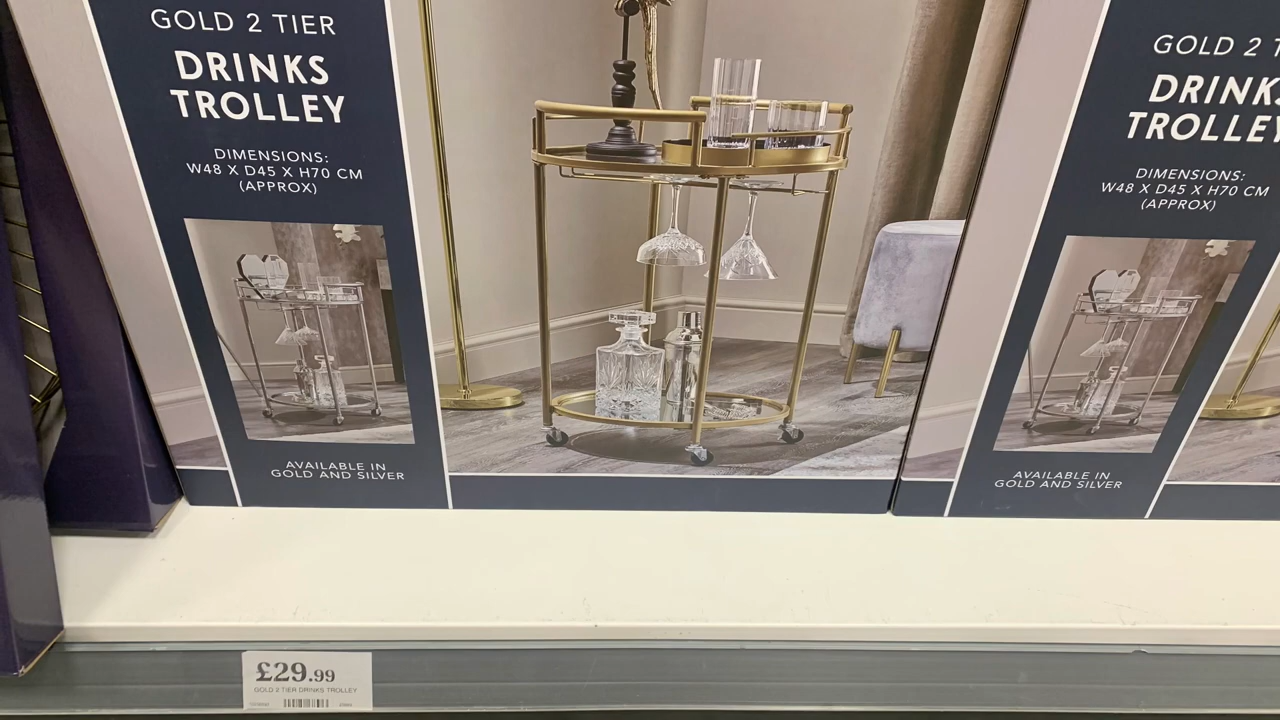 GOLD 2 TIER
DRINKS
TROLLEY
DIMENSIONS:
W48 X D45 X H70 CM
(APPROX)
AVAILABLE IN
GOLD AND SILVER
GOLD 2 T
DRINK
TROLLEY
DIMENSIONS:
W48 X D45 X H70 CM
(APPROX)
AVAILABLE IN
GOLD AND SILVER
£29.99
GOLD 2 TIER DRINKS TROLLEY